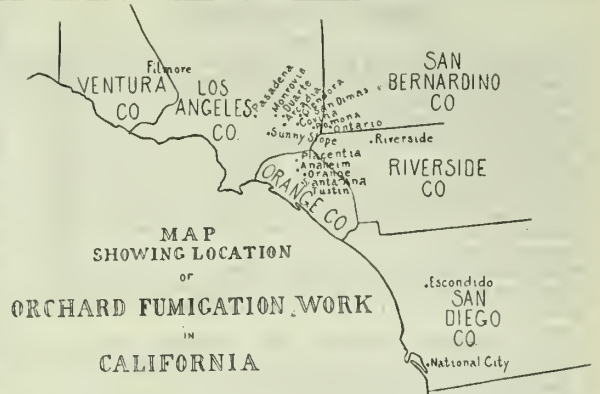 Filmore
VENTURA
CO
LOS
ANGELES
CO.
Pasadena
Monrovia
Duarte
Arcadia
Glendora
San Dimas
Covina
Pomona
Ontario
Sunny Slope
SAN
BERNARDINO
CO
Riverside
RIVERSIDE
CO
Placentia
Anaheim
Orange
Santa Ana
Tustin
ORANGE CO
MAP
SHOWING LOCATION
OF
ORCHARD FUMIGATION WORK
IN
CALIFORNIA
Escondido
SAN
DIEGO
CO.
National City